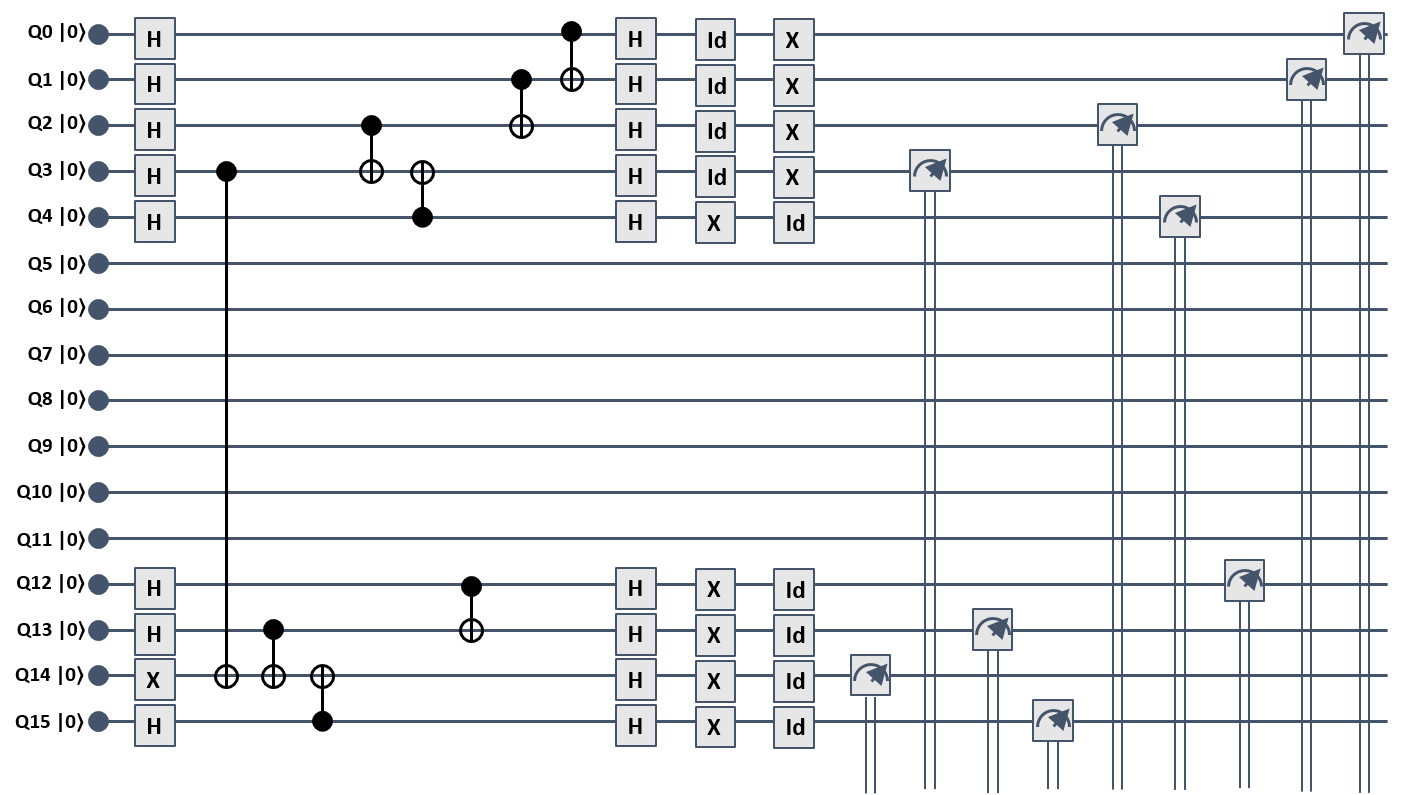 Q0 |0⟩ H H Id X
Q1 |0⟩ H H Id X
Q2 |0⟩ H H Id X
Q3 |0⟩ H H Id X
Q4 |0⟩ H H X Id
Q5 |0⟩
Q6 |0⟩
Q7 |0⟩
Q8 |0⟩
Q9 |0⟩
Q10 |0⟩
Q11 |0⟩
Q12 |0⟩ H H X Id
Q13 |0⟩ H H X Id
Q14 |0⟩ X H X Id
Q15 |0⟩ H H X Id